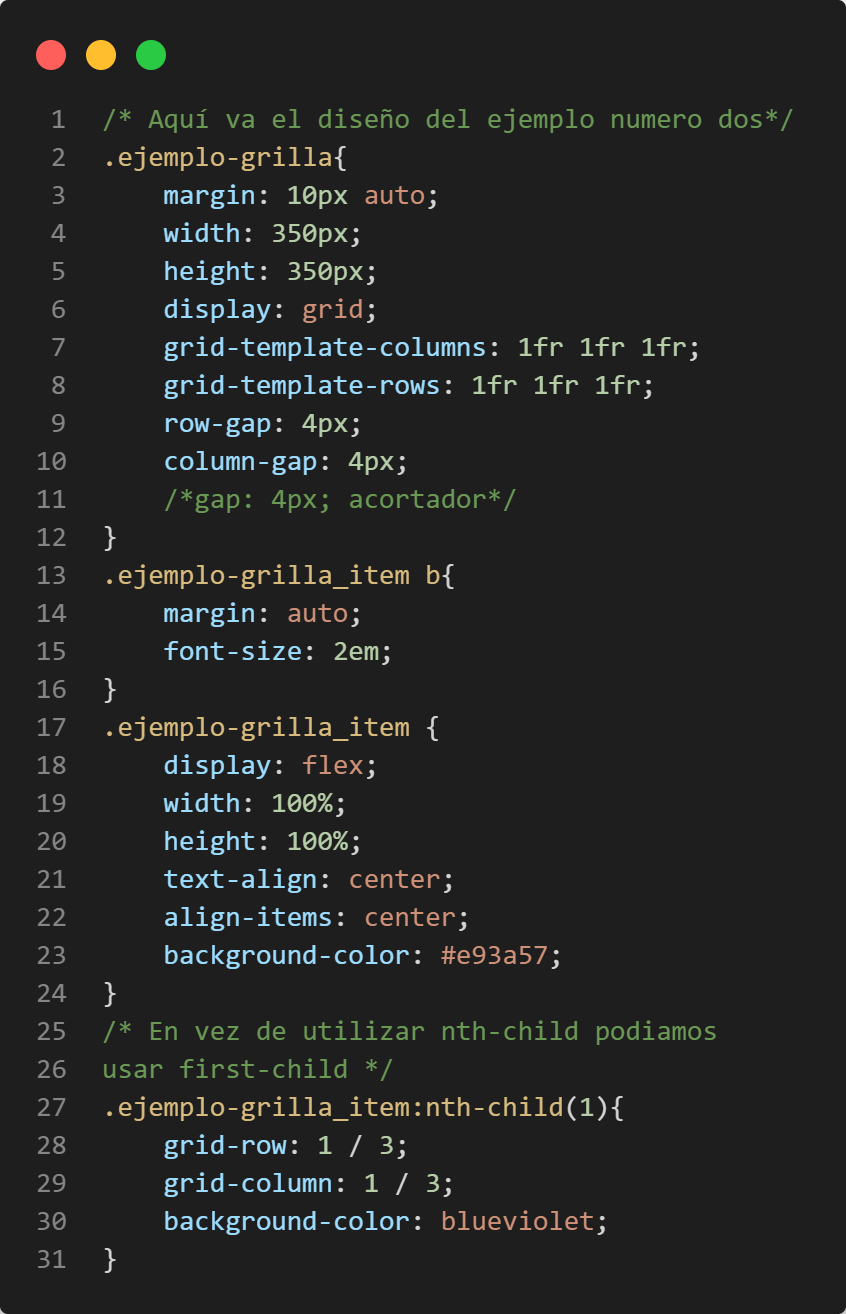 1 /* Aquí va el diseño del ejemplo numero dos*/
2 .ejemplo-grilla{
3     margin: 10px auto;
4     width: 350px;
5     height: 350px;
6     display: grid;
7     grid-template-columns: 1fr 1fr 1fr;
8     grid-template-rows: 1fr 1fr 1fr;
9     row-gap: 4px;
10     column-gap: 4px;
11     /*gap: 4px; acortador*/
12 }
13 .ejemplo-grilla_item b{
14     margin: auto;
15     font-size: 2em;
16 }
17 .ejemplo-grilla_item {
18     display: flex;
19     width: 100%;
20     height: 100%;
21     text-align: center;
22     align-items: center;
23     background-color: #e93a57;
24 }
25 /* En vez de utilizar nth-child podiamos
26 usar first-child */
27 .ejemplo-grilla_item:nth-child(1){
28     grid-row: 1 / 3;
29     grid-column: 1 / 3;
30     background-color: blueviolet;
31 }